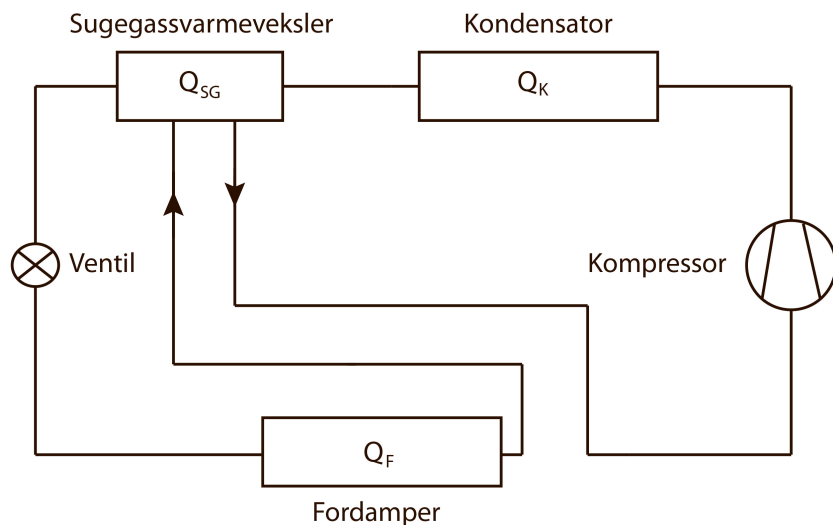 Sugegassvarmeveksler
Kondensator
Q_SG
Q_K
Ventil
Kompressor
Q_F
Fordamper